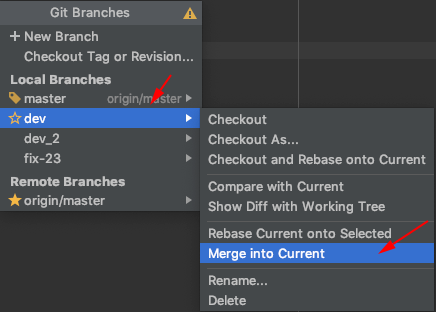 Git Branches
+ New Branch
Checkout Tag or Revision...
Local Branches
master origin/master
dev
dev_2
fix-23
Remote Branches
origin/master
Checkout
Checkout As...
Checkout and Rebase onto Current
Compare with Current
Show Diff with Working Tree
Rebase Current onto Selected
Merge into Current
Rename...
Delete